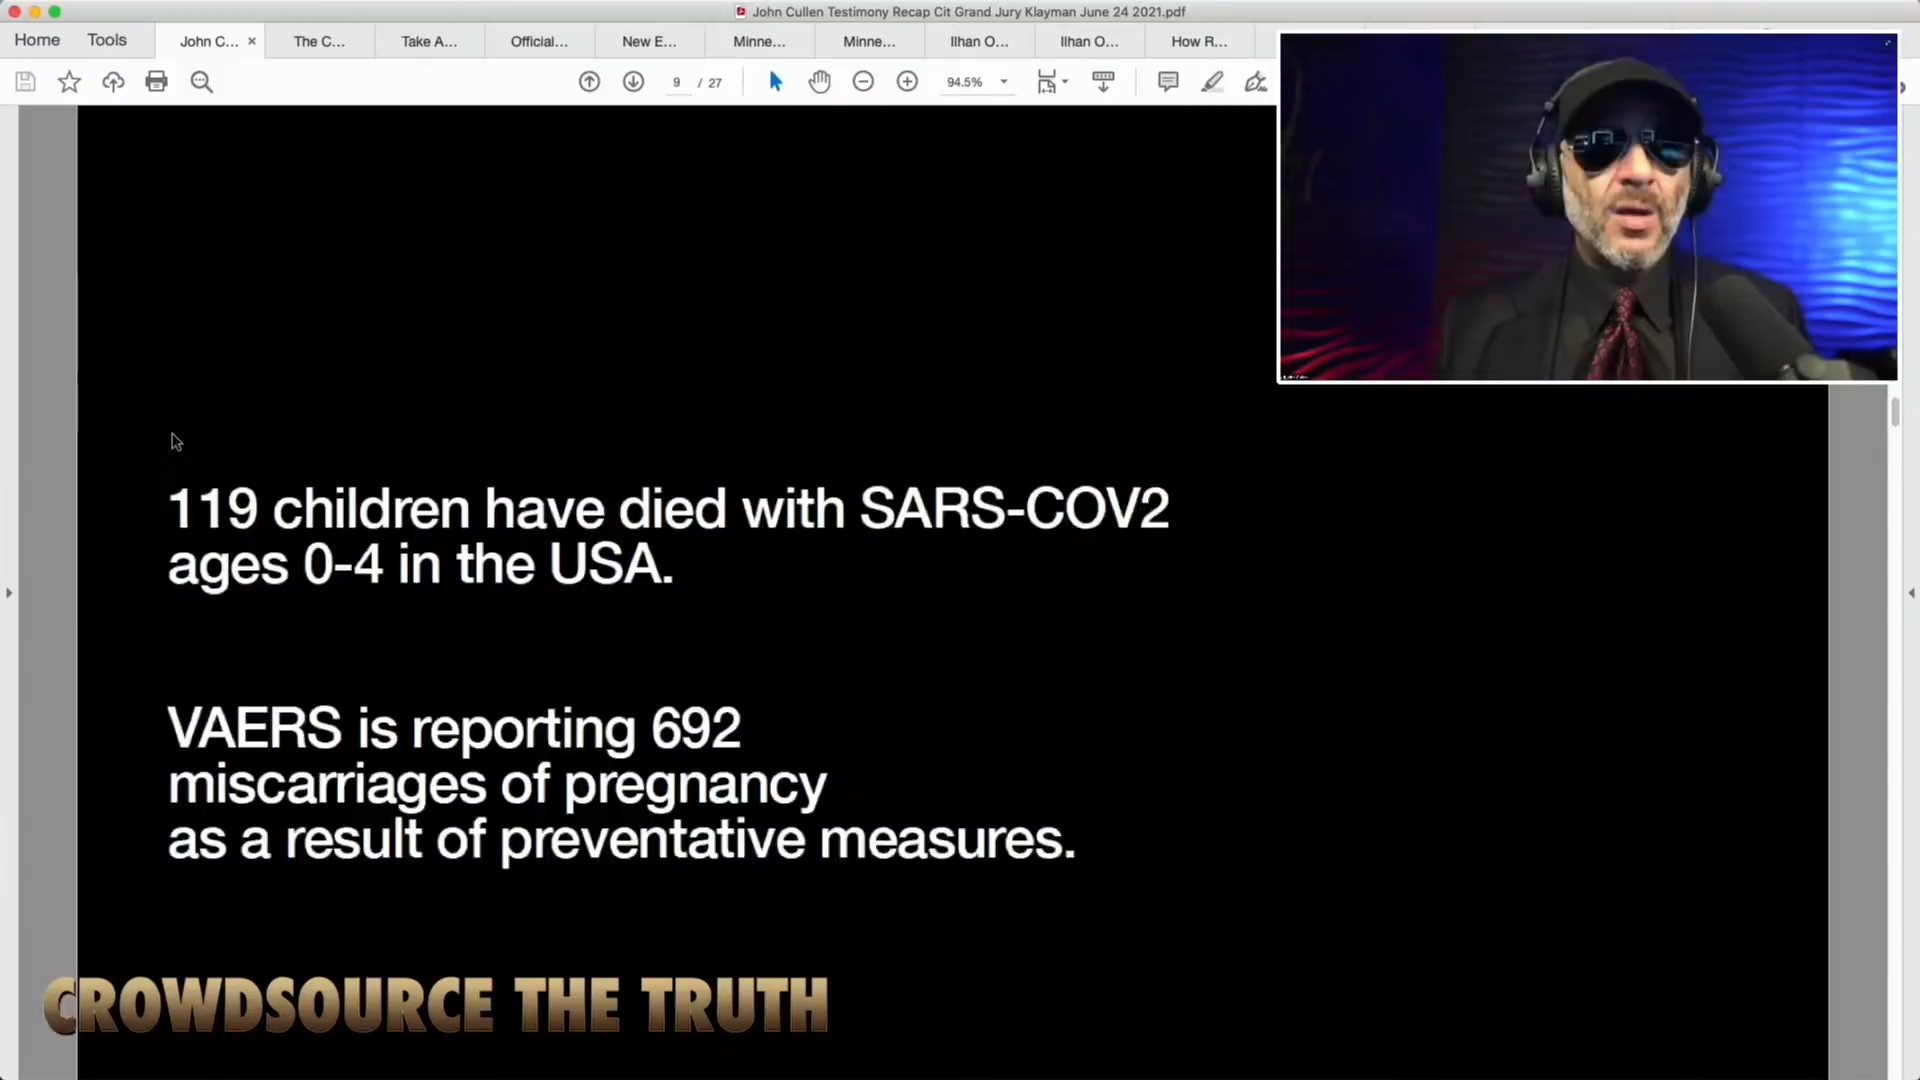 John Cullen Testimony Recap Cit Grand Jury Klayman June 24 2021.pdf
Home Tools John C... × The C... Take A... Official... New E... Minne... Minne... Ilhan O... Ilhan O... How R...
9 / 27 94.5%
119 children have died with SARS-COV2
ages 0-4 in the USA.
VAERS is reporting 692
miscarriages of pregnancy
as a result of preventative measures.
CROWDSOURCE THE TRUTH